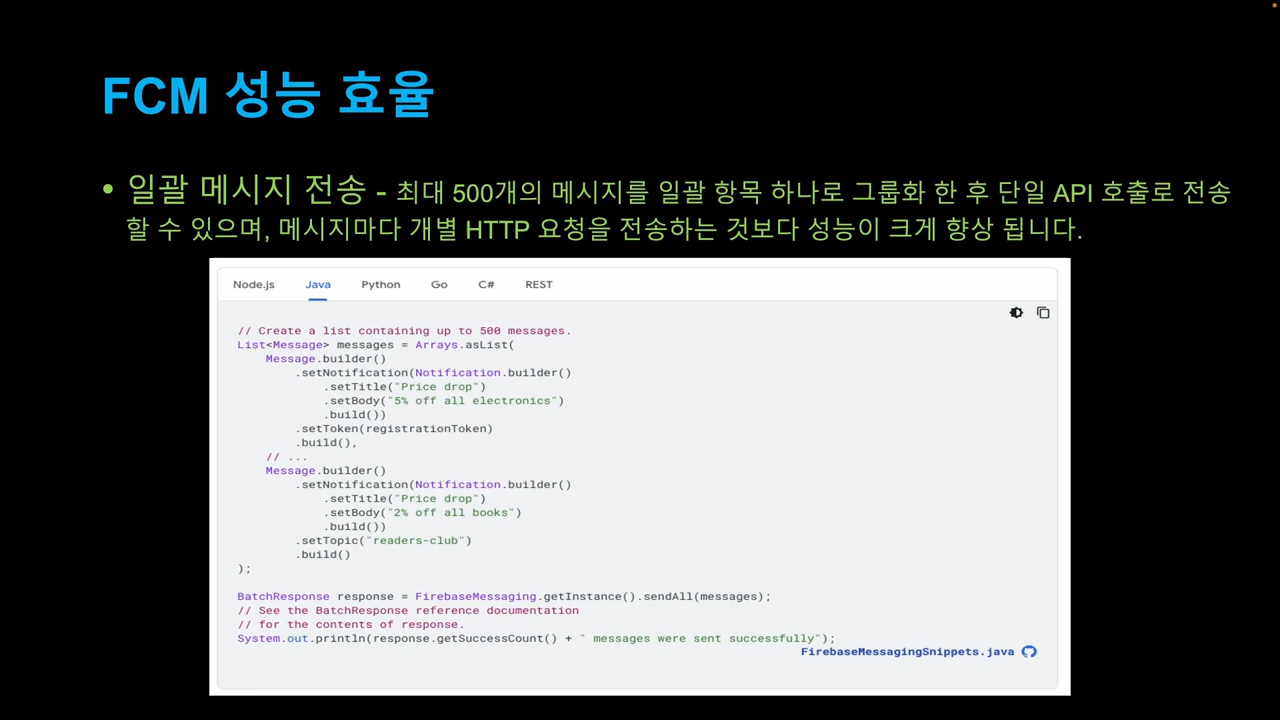 FCM 성능 효율
• 일괄 메시지 전송 - 최대 500개의 메시지를 일괄 항목 하나로 그룹화 한 후 단일 API 호출로 전송
할 수 있으며, 메시지마다 개별 HTTP 요청을 전송하는 것보다 성능이 크게 향상 됩니다.
Node.js Java Python Go C# REST
// Create a list containing up to 500 messages.
List<Message> messages = Arrays.asList(
    Message.builder()
        .setNotification(Notification.builder()
            .setTitle("Price drop")
            .setBody("5% off all electronics")
            .build())
        .setToken(registrationToken)
        .build(),
    // ...
    Message.builder()
        .setNotification(Notification.builder()
            .setTitle("Price drop")
            .setBody("2% off all books")
            .build())
        .setTopic("readers-club")
        .build()
);
BatchResponse response = FirebaseMessaging.getInstance().sendAll(messages);
// See the BatchResponse reference documentation
// for the contents of response.
System.out.println(response.getSuccessCount() + " messages were sent successfully");
FirebaseMessagingSnippets.java